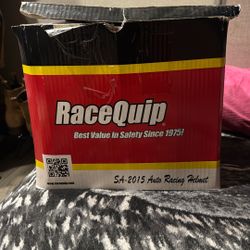 RaceQuip®
Best Value in Safety Since 1975!
SA-2015 Auto Racing Helmet